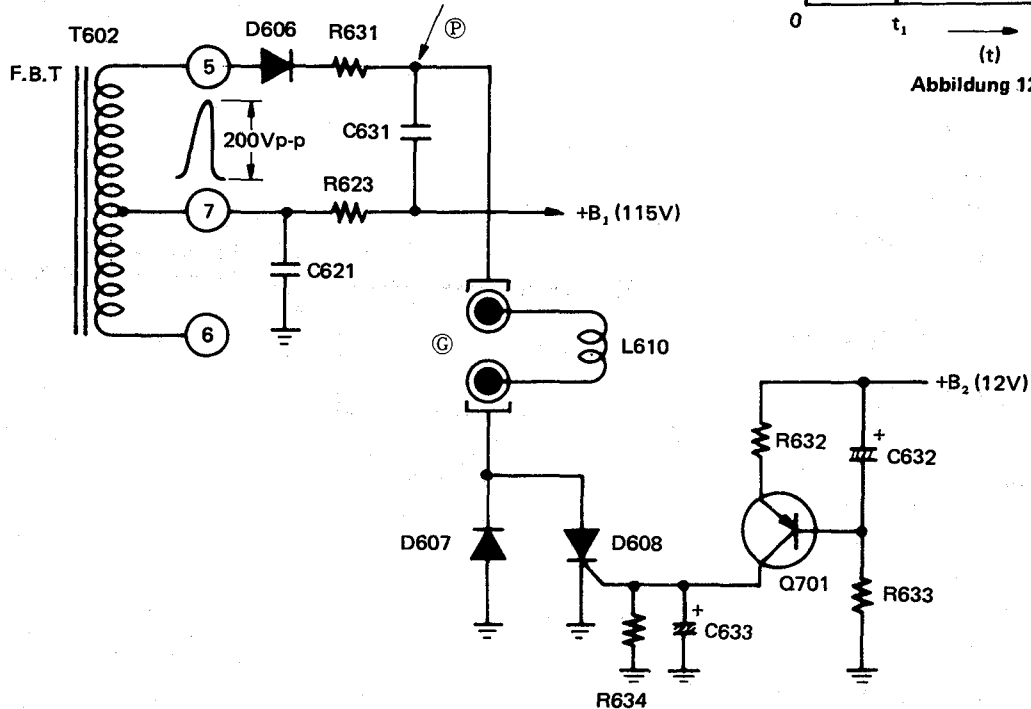 0
t₁
(t)
Abbildung 12
T602
D606
R631
Ⓟ
F.B.T
5
200Vp-p
C631
R623
7
+B₁ (115V)
C621
6
Ⓖ
L610
+B₂ (12V)
R632
+
C632
D607
D608
Q701
R633
+
C633
R634